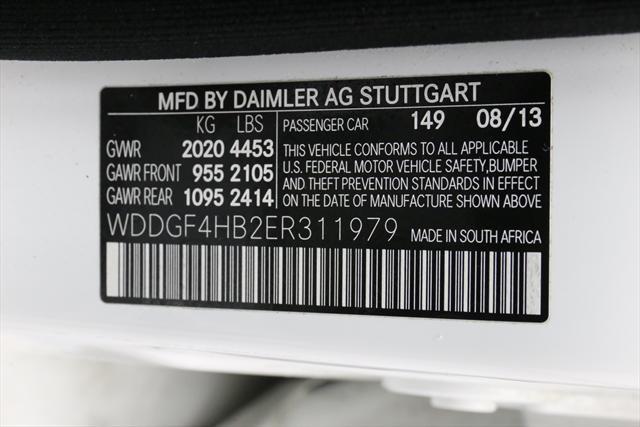 MFD BY DAIMLER AG STUTTGART
KG LBS PASSENGER CAR 149 08/13
GVWR 2020 4453 THIS VEHICLE CONFORMS TO ALL APPLICABLE
GAWR FRONT 955 2105 U.S. FEDERAL MOTOR VEHICLE SAFETY,BUMPER
GAWR REAR 1095 2414 AND THEFT PREVENTION STANDARDS IN EFFECT
ON THE DATE OF MANUFACTURE SHOWN ABOVE
WDDGF4HB2ER311979 MADE IN SOUTH AFRICA